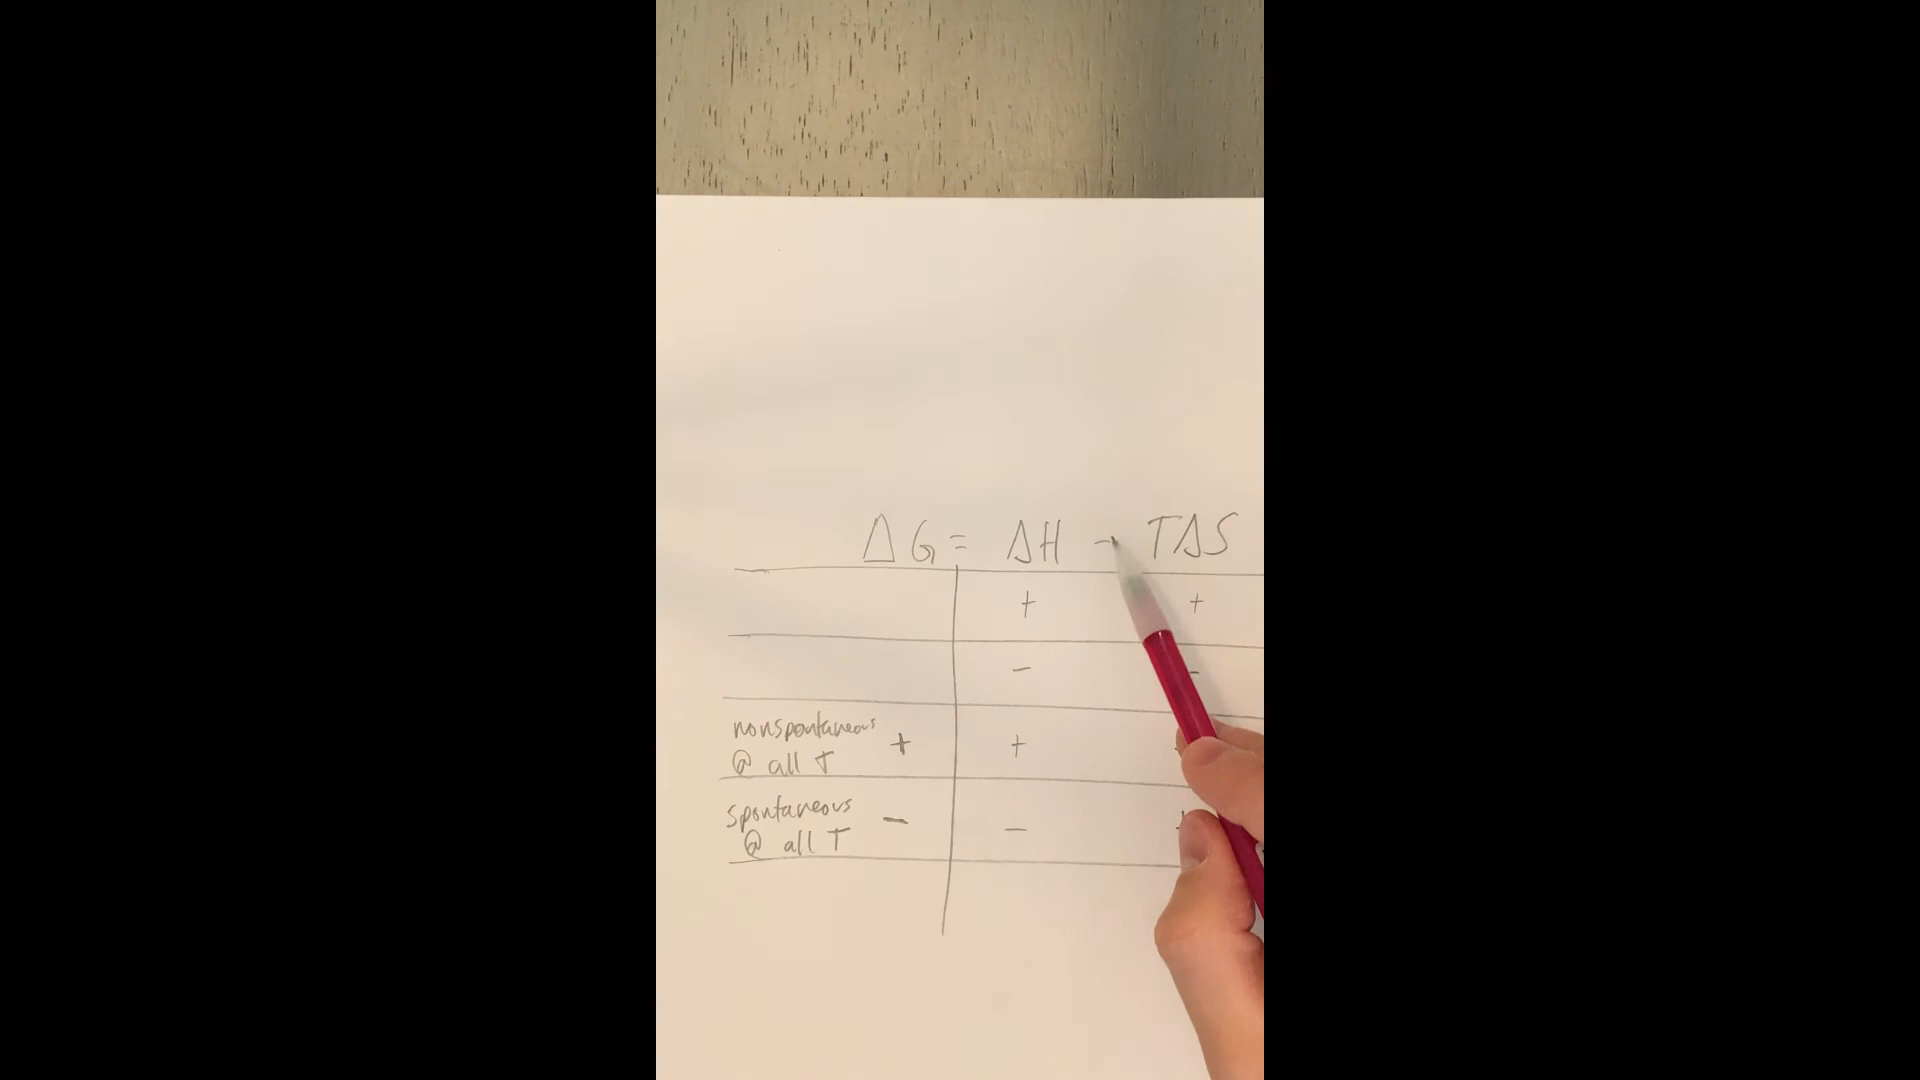 ΔG = ΔH - TΔS
+ +
- -
nonspontaneous
@ all T + +
spontaneous
@ all T - -